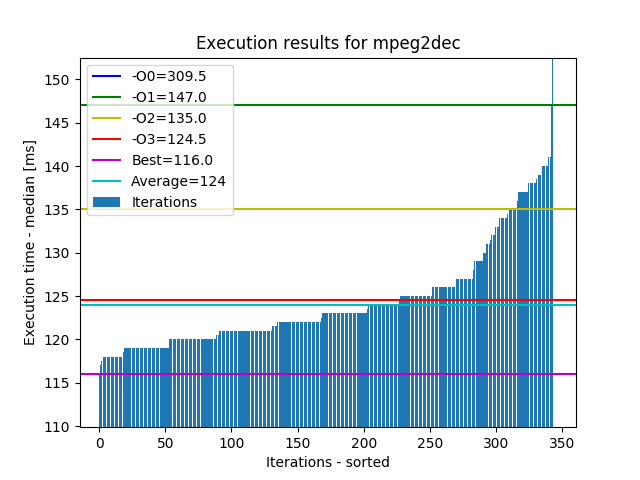 Execution results for mpeg2dec
Execution time - median [ms]
150
145
140
135
130
125
120
115
110
-O0=309.5
-O1=147.0
-O2=135.0
-O3=124.5
Best=116.0
Average=124
Iterations
0 50 100 150 200 250 300 350
Iterations - sorted